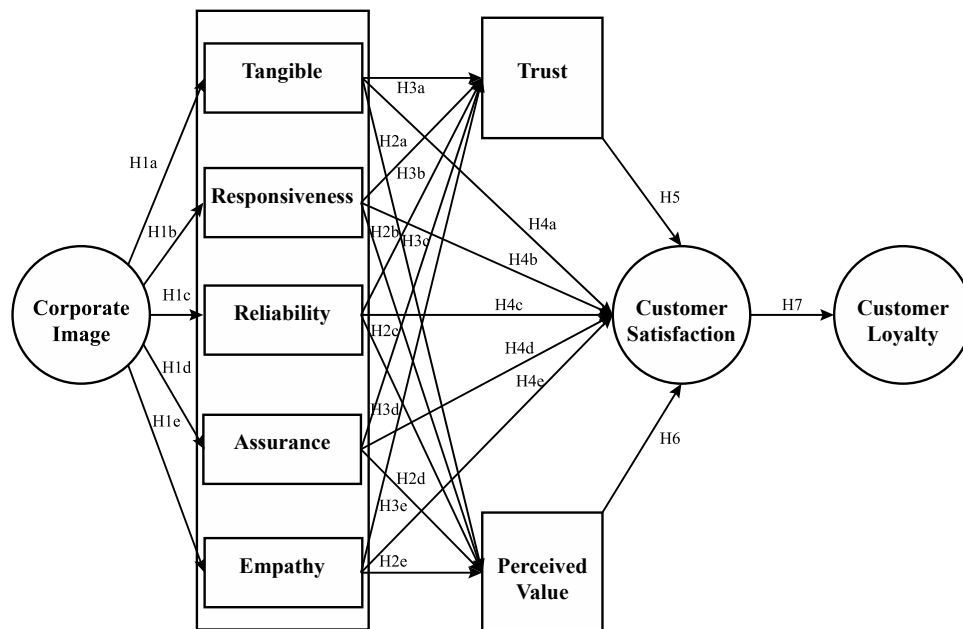 Tangible
Trust
H3a
H2a
H1a
H3b
Responsiveness
H5
H1b
H2b
H3c
H4a
H4b
Corporate
Image
H1c
Reliability
H4c
Customer
Satisfaction
H7
Customer
Loyalty
H2c
H4d
H1d
H4e
H1e
H3d
Assurance
H6
H2d
H3e
Empathy
H2e
Perceived
Value